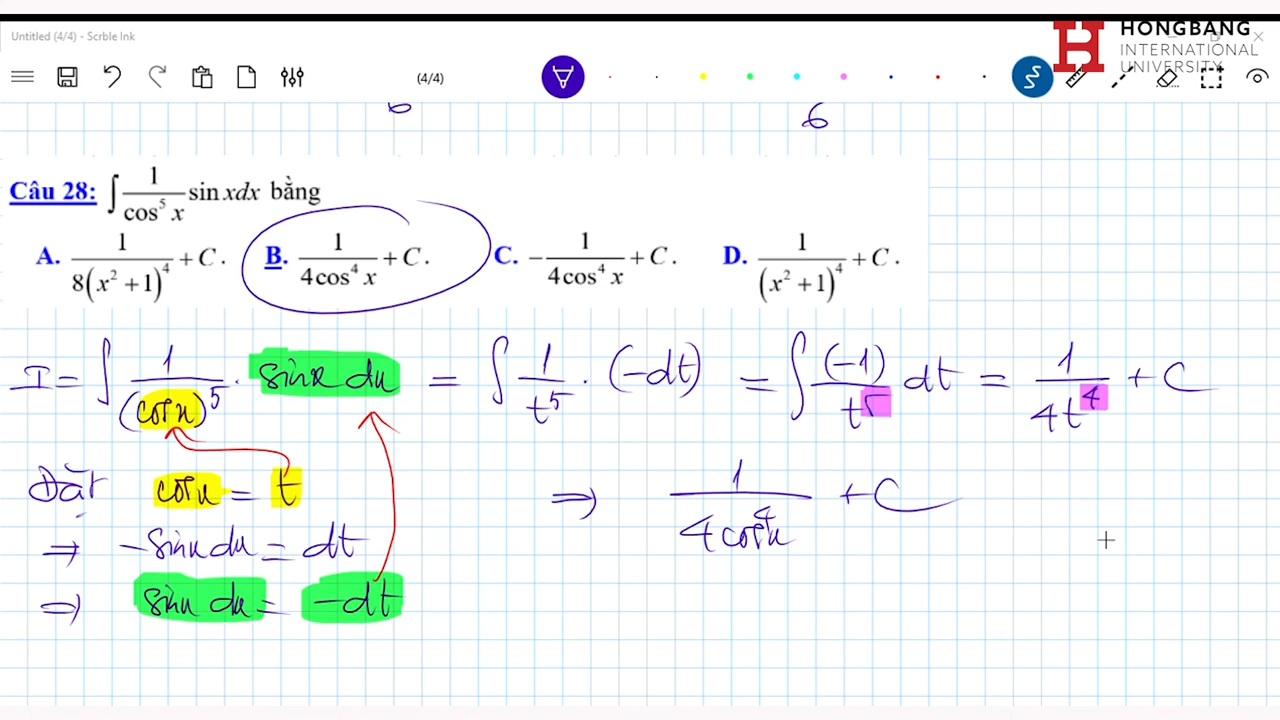 HONGBANG
INTERNATIONAL
UNIVERSITY
Untitled (4/4) - Scrble Ink
(4/4)
6 6
Câu 28: ∫ 1/cos⁵ x sin xdx bằng
A. 1/8(x² + 1)⁴ + C. B. 1/4cos⁴ x + C. C. −1/4cos⁴ x + C. D. 1/(x² + 1)⁴ + C.
I = ∫ 1/(cosx)⁵ · sinx dx = ∫ 1/t⁵ · (−dt) = ∫ (−1)/t⁵ dt = 1/4t⁴ + C
Đặt cosx = t ⇒ 1/4cos⁴x + C
⇒ −sinx dx = dt
⇒ sinx dx = −dt